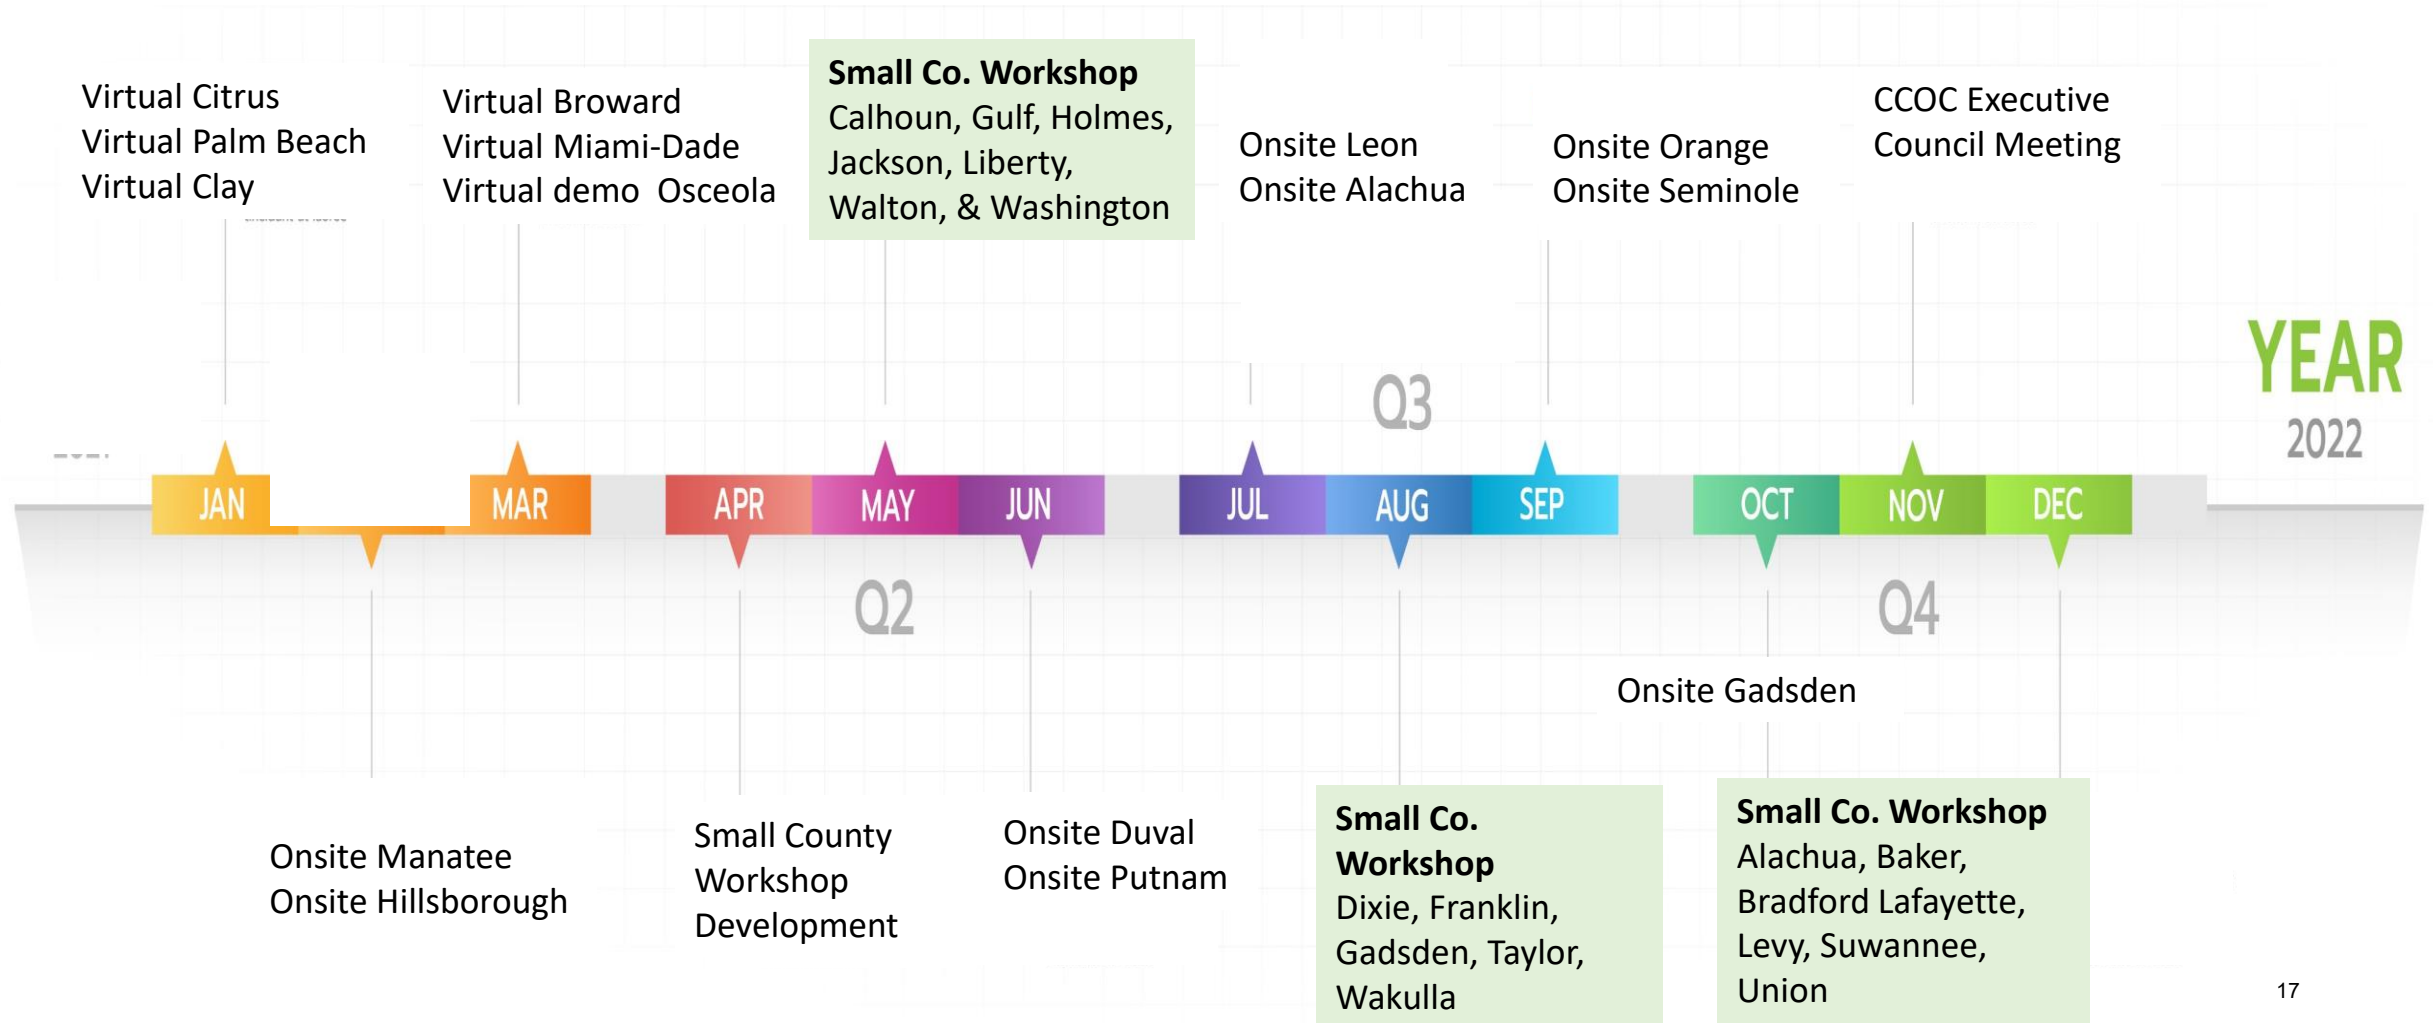 Virtual Citrus
Virtual Palm Beach
Virtual Clay
Virtual Broward
Virtual Miami-Dade
Virtual demo  Osceola
Small Co. Workshop
Calhoun, Gulf, Holmes,
Jackson, Liberty,
Walton, & Washington
Onsite Leon
Onsite Alachua
Onsite Orange
Onsite Seminole
CCOC Executive
Council Meeting
YEAR
2022
Q3
JAN
MAR
APR
MAY
JUN
JUL
AUG
SEP
OCT
NOV
DEC
Q2
Q4
Onsite Gadsden
Onsite Manatee
Onsite Hillsborough
Small County
Workshop
Development
Onsite Duval
Onsite Putnam
Small Co.
Workshop
Dixie, Franklin,
Gadsden, Taylor,
Wakulla
Small Co. Workshop
Alachua, Baker,
Bradford Lafayette,
Levy, Suwannee,
Union
17